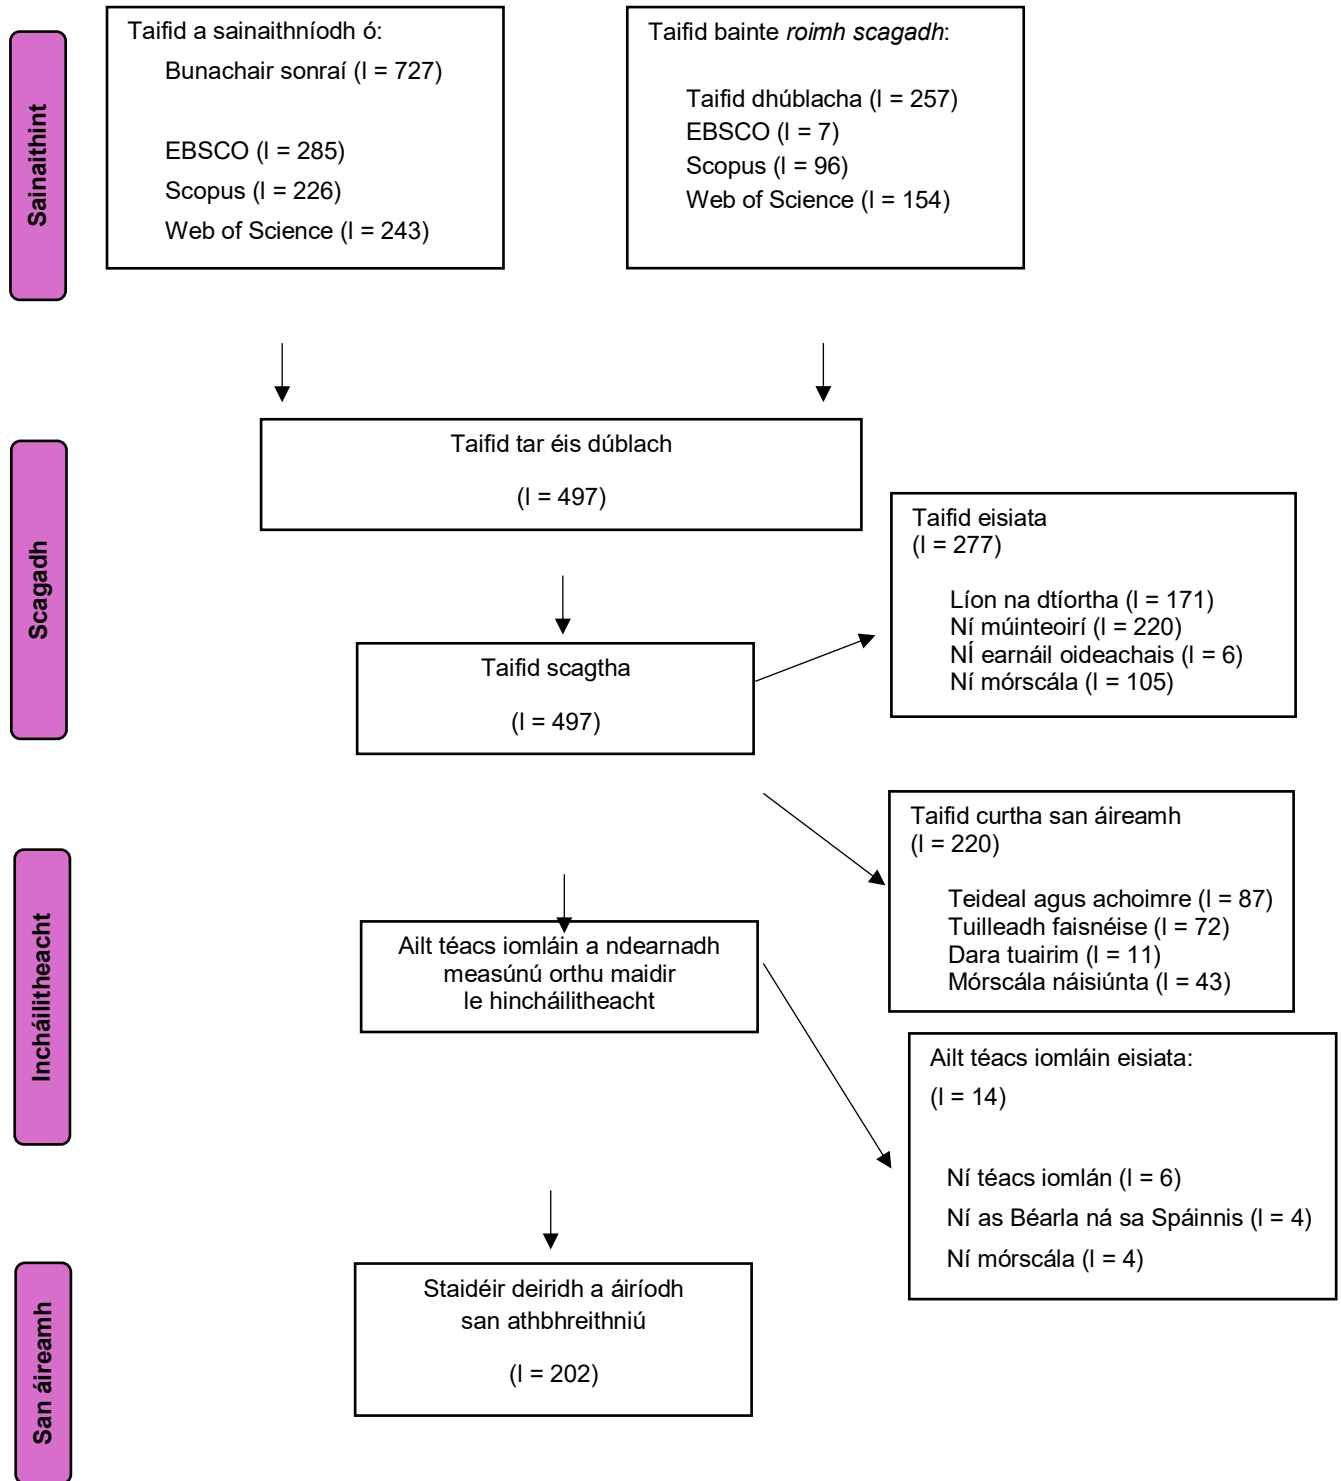 Sainaithint
Taifid a sainaithníodh ó:
Bunachair sonraí (l = 727)
EBSCO (l = 285)
Scopus (l = 226)
Web of Science (l = 243)
Taifid bainte roimh scagadh:
Taifid dhúblacha (l = 257)
EBSCO (l = 7)
Scopus (l = 96)
Web of Science (l = 154)
Scagadh
Taifid tar éis dúblach
(l = 497)
Taifid scagtha
(l = 497)
Taifid eisiata
(l = 277)
Líon na dtíortha (l = 171)
Ní múinteoirí (l = 220)
NÍ earnáil oideachais (l = 6)
Ní mórscála (l = 105)
Taifid curtha san áireamh
(l = 220)
Teideal agus achoimre (l = 87)
Tuilleadh faisnéise (l = 72)
Dara tuairim (l = 11)
Mórscála náisiúnta (l = 43)
Incháilitheacht
Ailt téacs iomláin a ndearnadh
measúnú orthu maidir
le hincháilitheacht
Ailt téacs iomláin eisiata:
(l = 14)
Ní téacs iomlán (l = 6)
Ní as Béarla ná sa Spáinnis (l = 4)
Ní mórscála (l = 4)
San áireamh
Staidéir deiridh a áiríodh
san athbhreithniú
(l = 202)